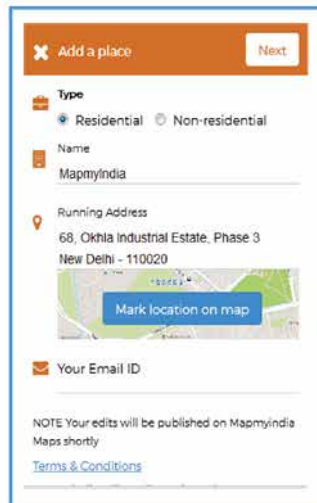 Add a place
Next
Type
Residential
Non-residential
Name
MapmyIndia
Running Address
68, Okhla Industrial Estate, Phase 3
New Delhi - 110020
Mark location on map
Your Email ID
NOTE Your edits will be published on Mapmyindia
Maps shortly
Terms & Conditions